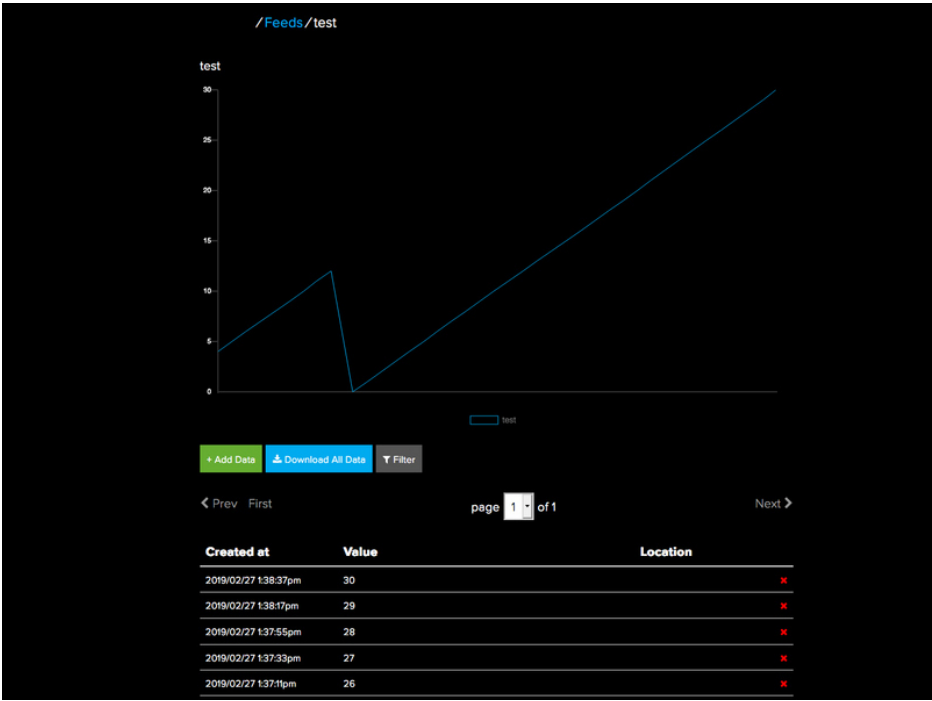 /Feeds/test
test
30
25
20
15
10
5
0
test
+ Add Data Download All Data Filter
Prev First page 1 of 1 Next
Created at Value Location
2019/02/27 1:38:37pm 30
2019/02/27 1:38:17pm 29
2019/02/27 1:37:55pm 28
2019/02/27 1:37:33pm 27
2019/02/27 1:37:11pm 26